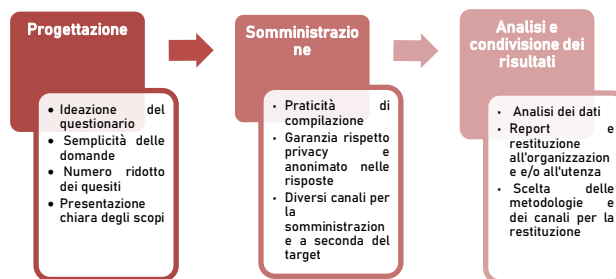 Progettazione
• Ideazione del
questionario
• Semplicità delle
domande
• Numero ridotto
dei quesiti
• Presentazione
chiara degli scopi
Somministrazio
ne
• Praticità di
compilazione
• Garanzia rispetto
privacy e
anonimato nelle
risposte
• Diversi canali per
la
somministrazion
e a seconda del
target
Analisi e
condivisione dei
risultati
• Analisi dei dati
• Report e
restituzione
all'organizzazion
e e/o all'utenza
• Scelta delle
metodologie e
dei canali per la
restituzione